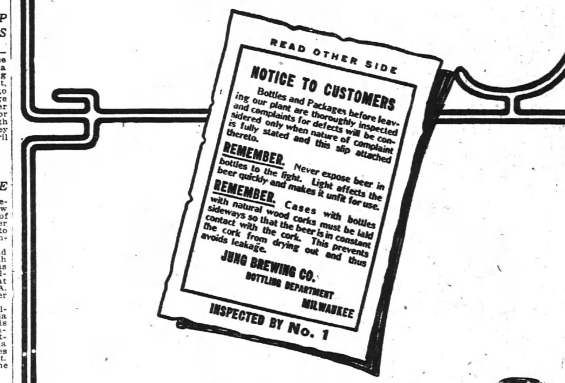 READ OTHER SIDE
NOTICE TO CUSTOMERS
Bottles and Packages before leav-
ing our plant are thoroughly inspected
and complaints for defects will be con-
sidered only when nature of complaint
is fully stated and this slip attached
thereto.
REMEMBER. Never expose beer in
bottles to the light. Light affects the
beer quickly and makes it unfit for use.
REMEMBER. Cases with bottles
with natural wood corks must be laid
sideways so that the beer is in constant
contact with the cork. This prevents
the cork from drying out and thus
avoids leakage.
JUNG BREWING CO.
BOTTLING DEPARTMENT
MILWAUKEE
INSPECTED BY No. 1